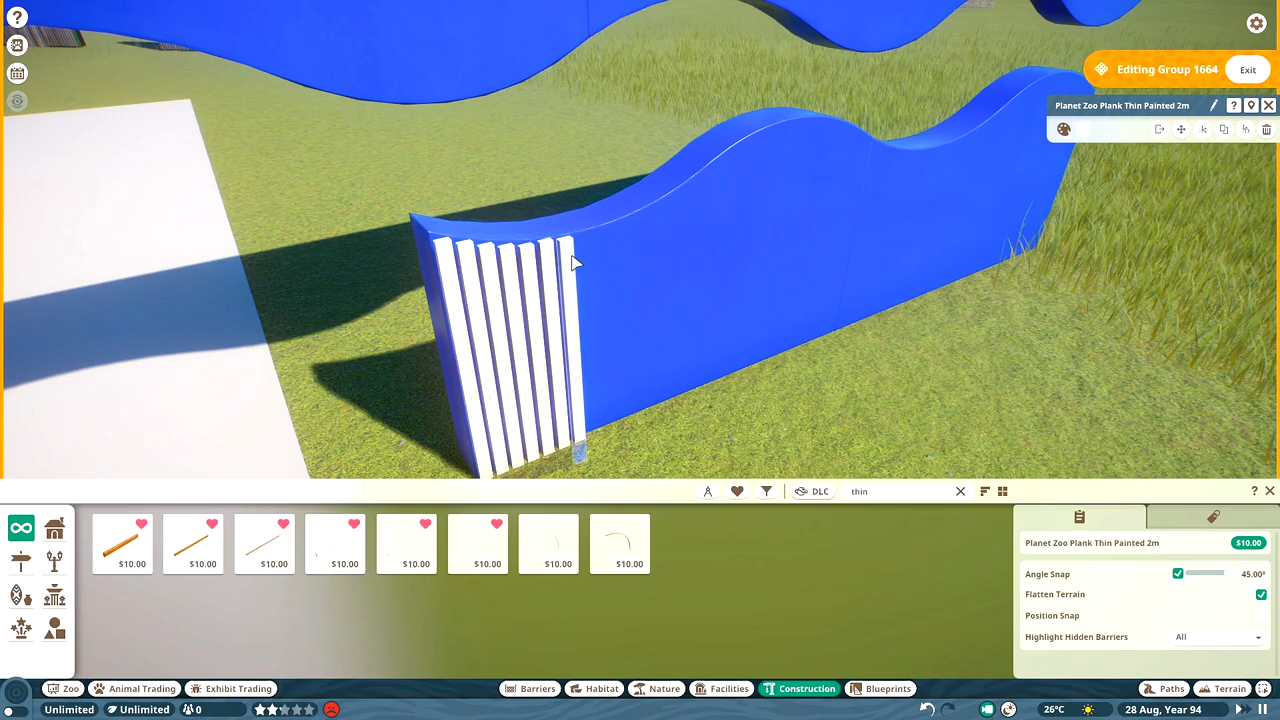 ?
Editing Group 1664 Exit
Planet Zoo Plank Thin Painted 2m ?
DLC thin ?
$10.00 $10.00 $10.00 $10.00 $10.00 $10.00 $10.00 $10.00
Planet Zoo Plank Thin Painted 2m $10.00
Angle Snap 45.00°
Flatten Terrain
Position Snap
Highlight Hidden Barriers All
Zoo Animal Trading Exhibit Trading Barriers Habitat Nature Facilities Construction Blueprints Paths Terrain
Unlimited Unlimited 0 26°C 28 Aug, Year 94